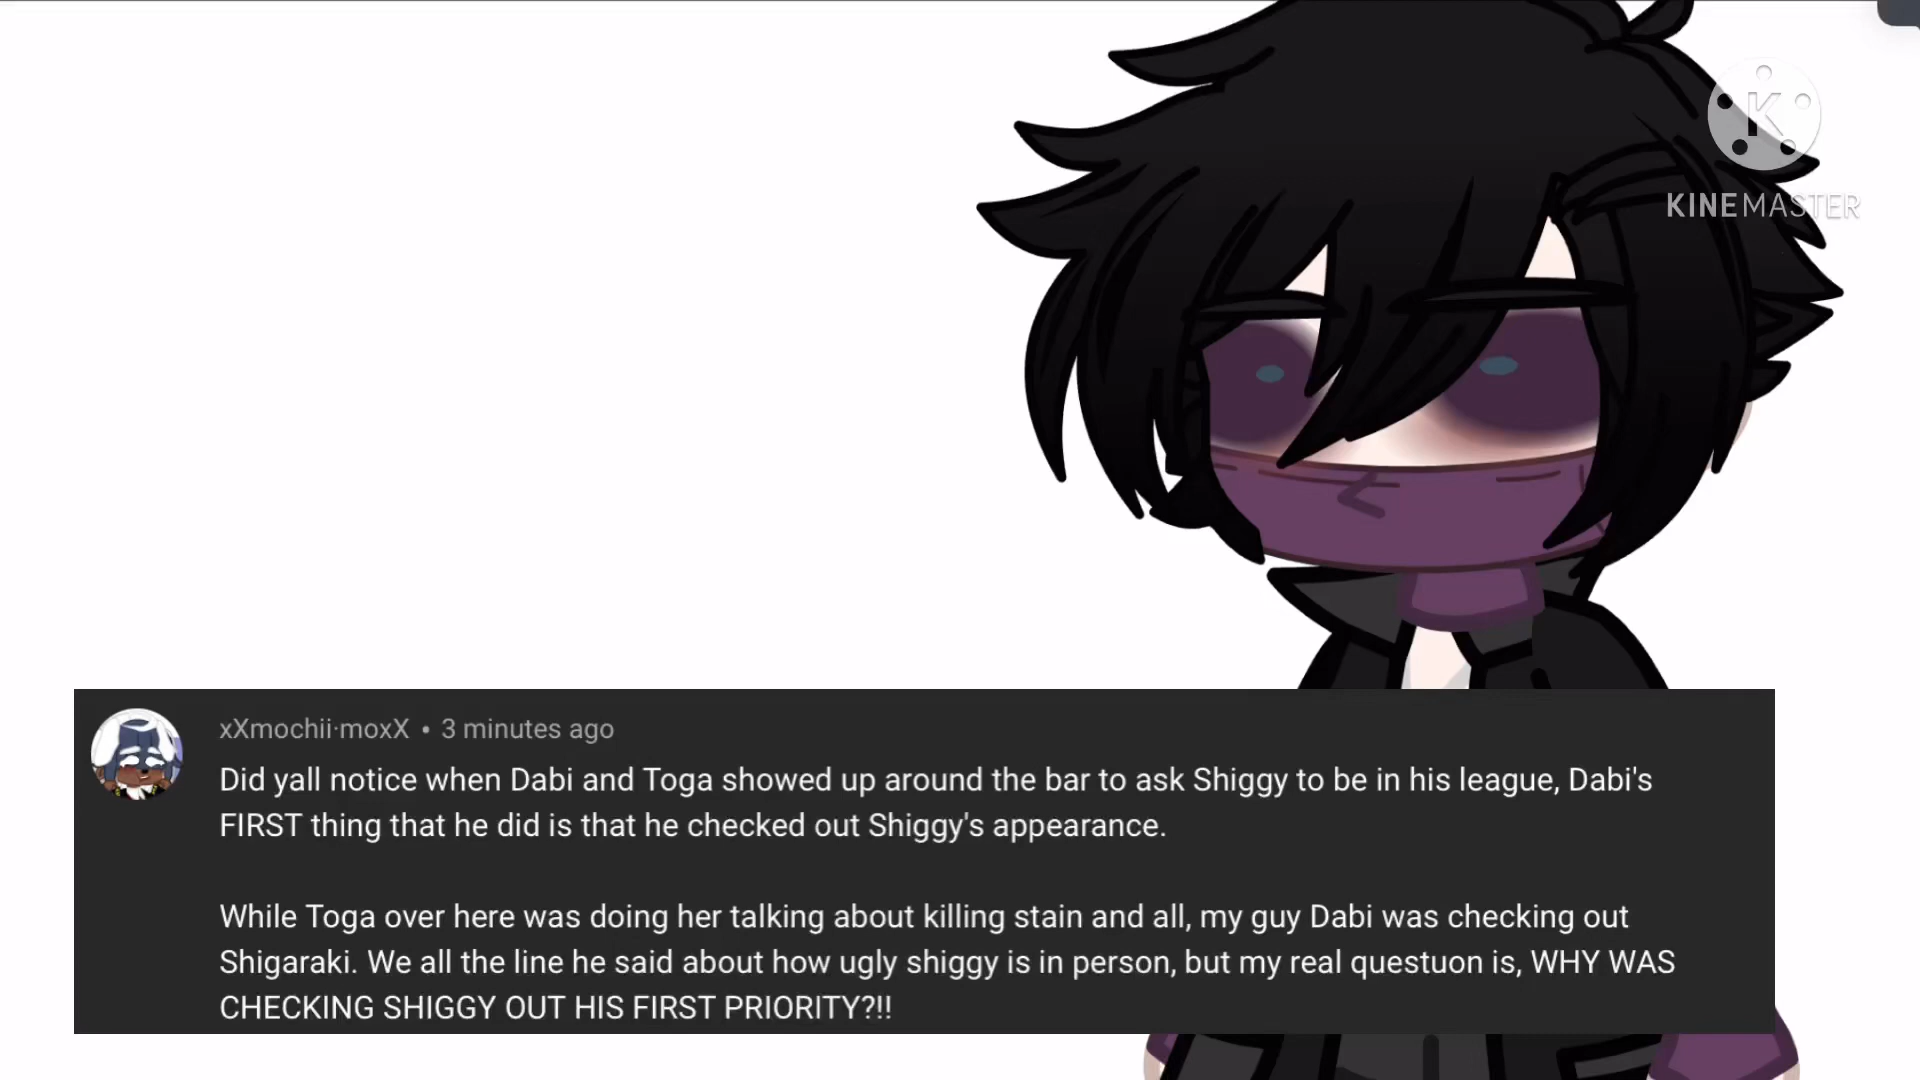 K
KINEMASTER
xXmochii·moxX • 3 minutes ago
Did yall notice when Dabi and Toga showed up around the bar to ask Shiggy to be in his league, Dabi's
FIRST thing that he did is that he checked out Shiggy's appearance.
While Toga over here was doing her talking about killing stain and all, my guy Dabi was checking out
Shigaraki. We all the line he said about how ugly shiggy is in person, but my real questuon is, WHY WAS
CHECKING SHIGGY OUT HIS FIRST PRIORITY?!!